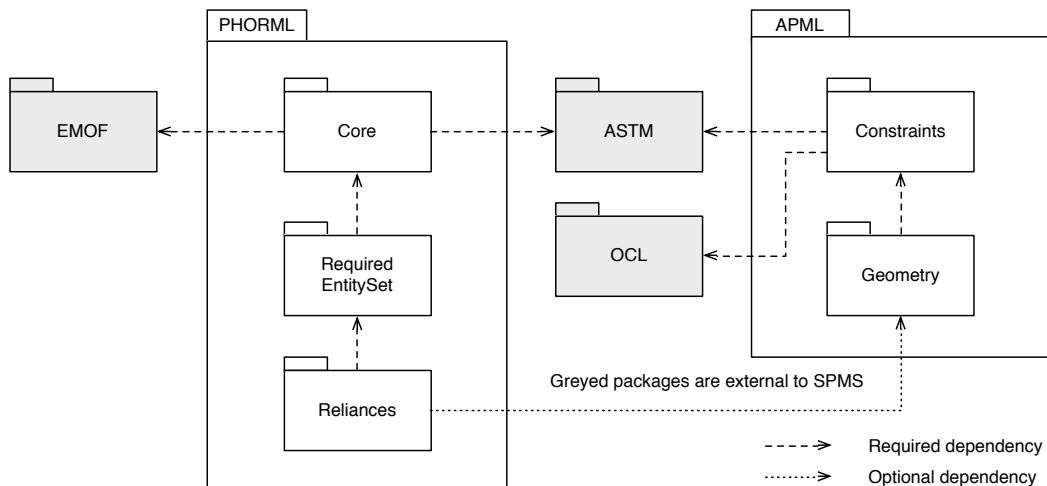 PHORML
APML
EMOF
Core
ASTM
Constraints
Required
EntitySet
OCL
Geometry
Reliances
Greyed packages are external to SPMS
Required dependency
Optional dependency